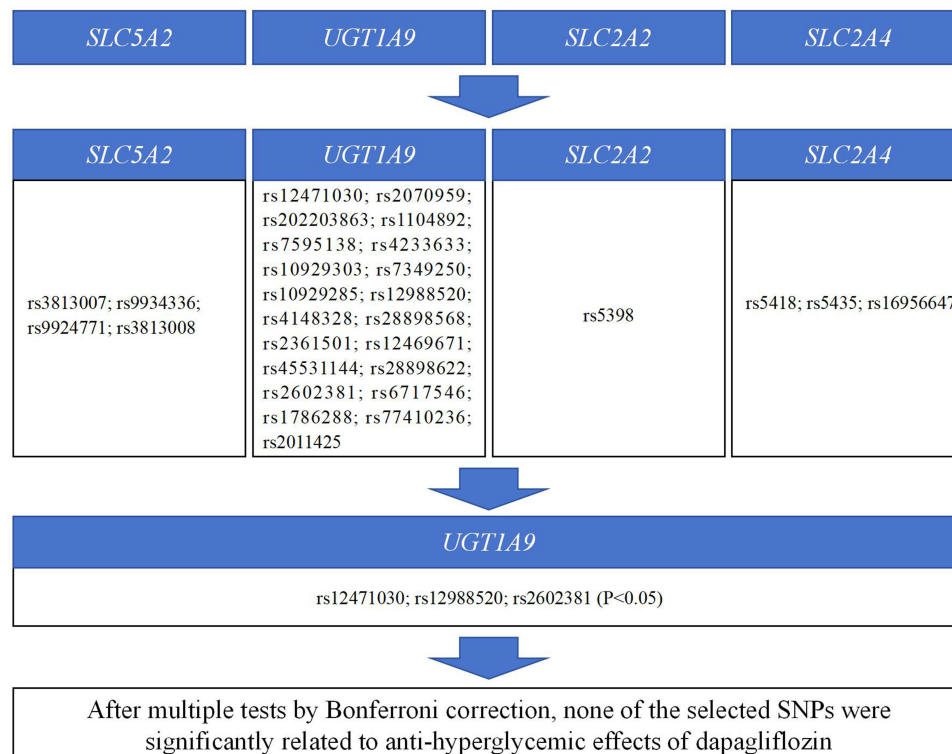 SLC5A2
UGT1A9
SLC2A2
SLC2A4
SLC5A2
UGT1A9
SLC2A2
SLC2A4
rs3813007; rs9934336;
rs9924771; rs3813008
rs12471030; rs2070959;
rs202203863; rs1104892;
rs7595138; rs4233633;
rs10929303; rs7349250;
rs10929285; rs12988520;
rs4148328; rs28898568;
rs2361501; rs12469671;
rs45531144; rs28898622;
rs2602381; rs6717546;
rs1786288; rs77410236;
rs2011425
rs5398
rs5418; rs5435; rs16956647
UGT1A9
rs12471030; rs12988520; rs2602381 (P<0.05)
After multiple tests by Bonferroni correction, none of the selected SNPs were
significantly related to anti-hyperglycemic effects of dapagliflozin